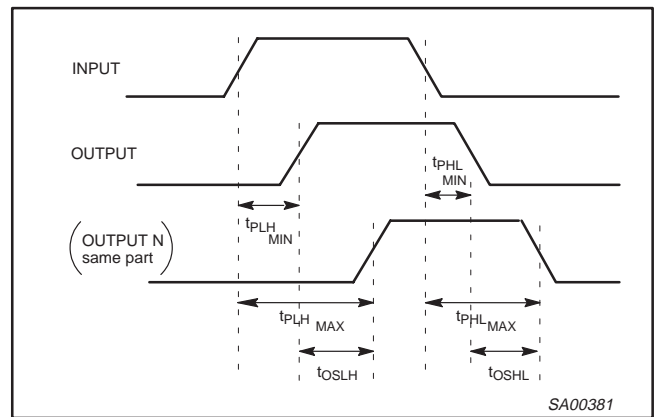 INPUT
OUTPUT
tPHL MIN
tPLH MIN
(OUTPUT N
same part)
tPLH MAX
tPHL MAX
tOSLH
tOSHL
SA00381